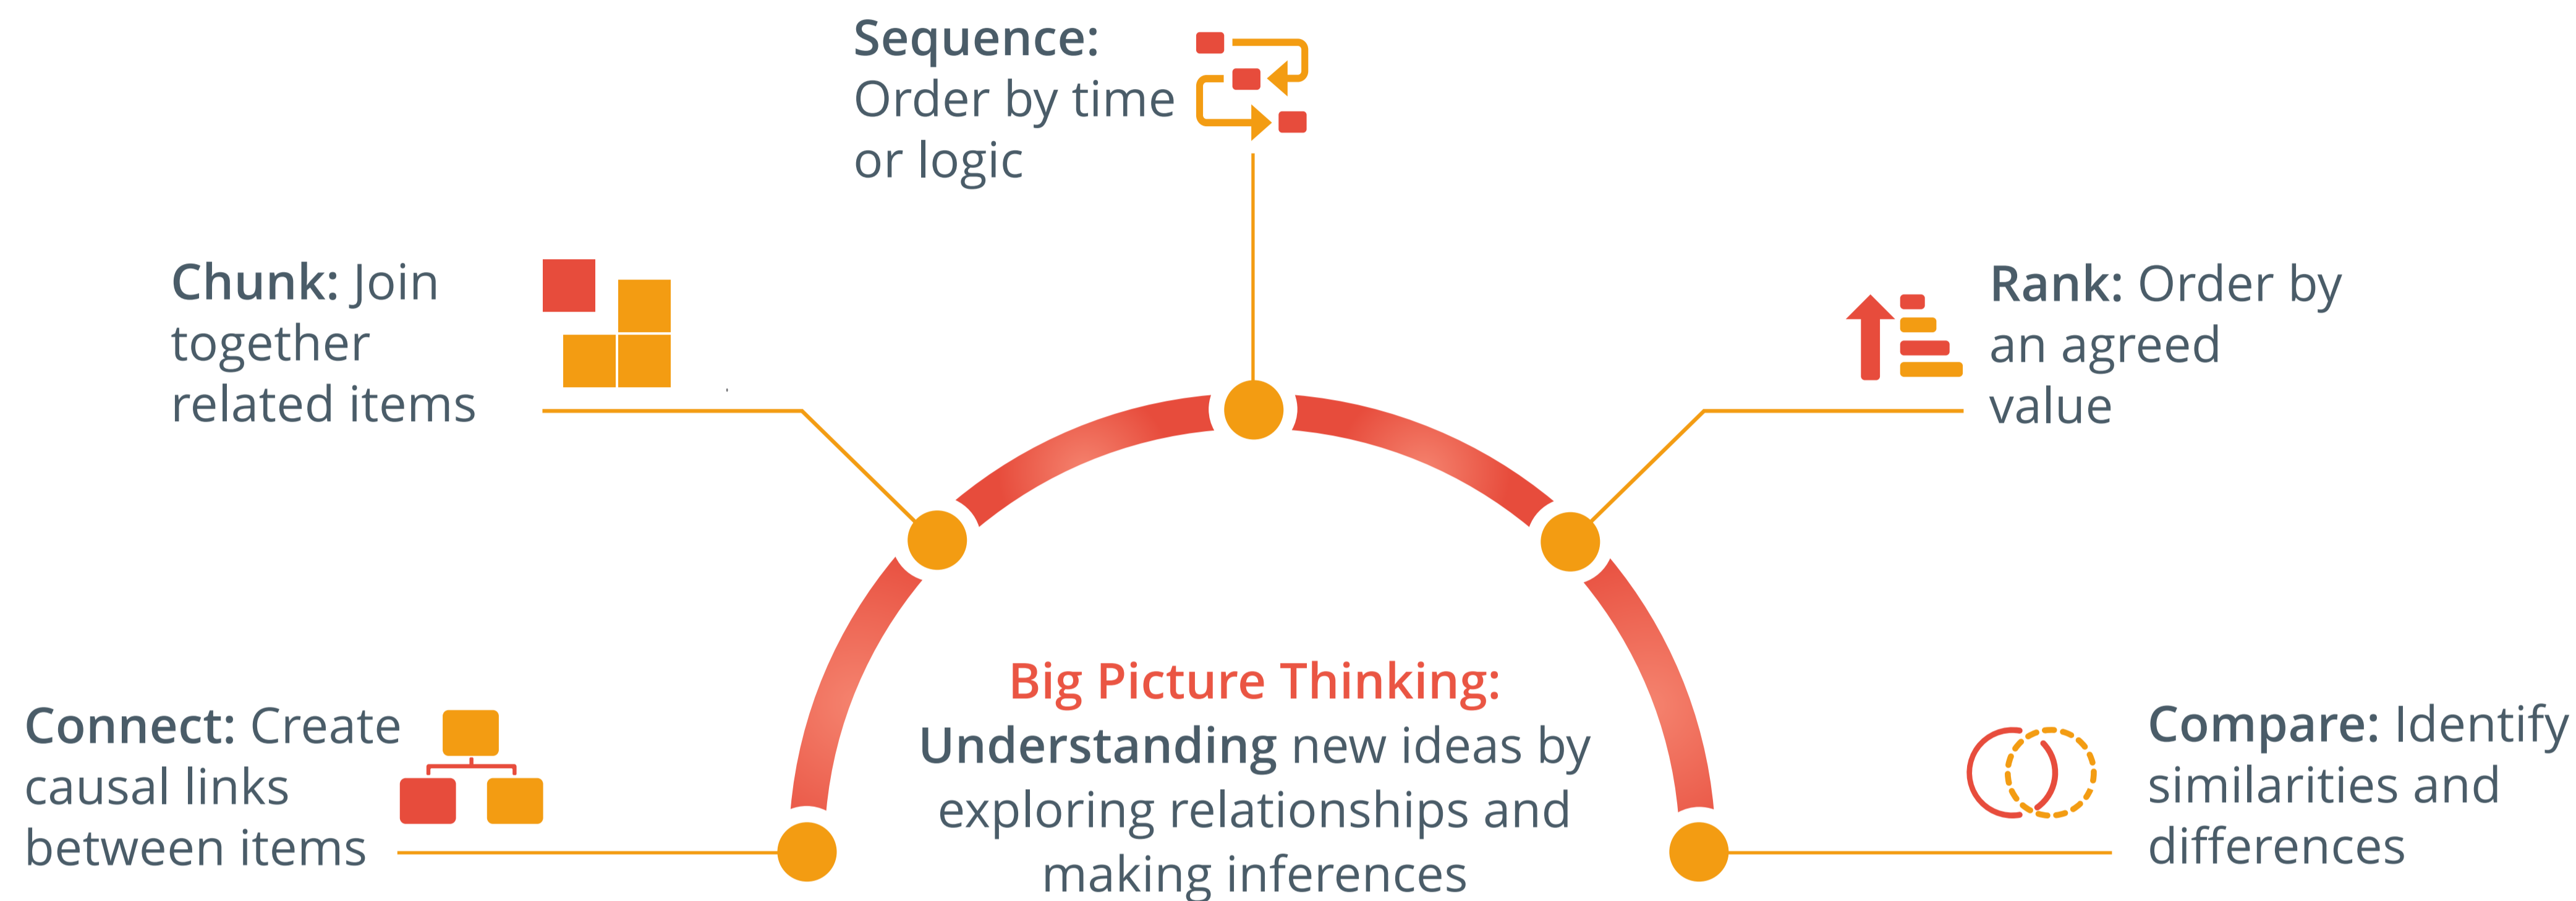 Sequence:
Order by time
or logic
Chunk: Join
together
related items
Rank: Order by
an agreed
value
Connect: Create
causal links
between items
Big Picture Thinking:
Understanding new ideas by
exploring relationships and
making inferences
Compare: Identify
similarities and
differences